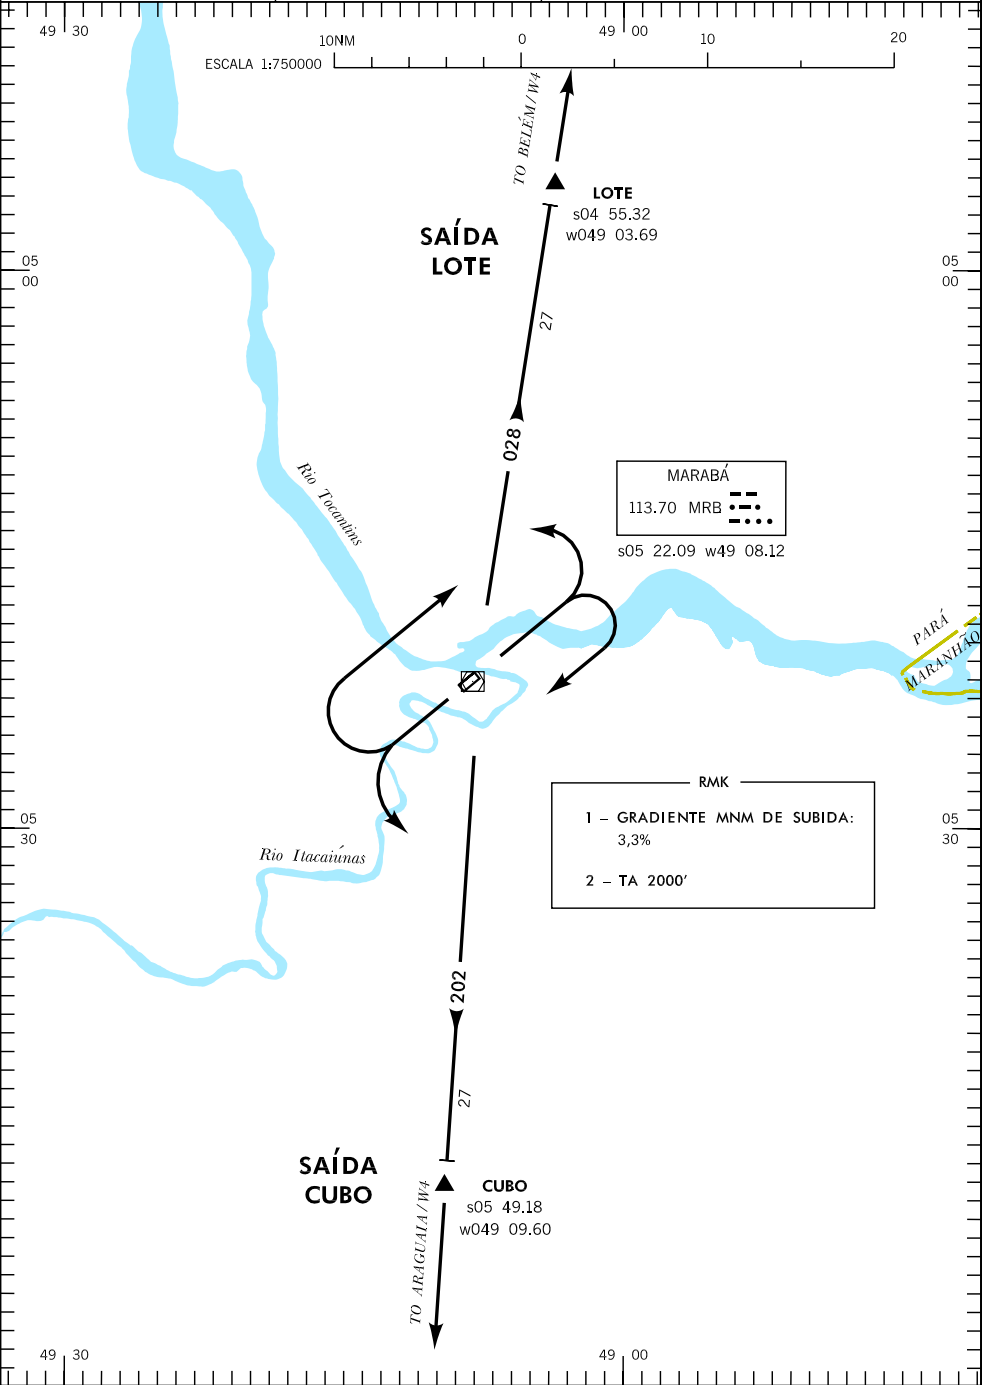 49 30
10NM 0 49 00 10 20
ESCALA 1:750000
TO BELÉM/W4
LOTE
s04 55.32
w049 03.69
SAÍDA
LOTE
05
00
05
00
27
028
MARABÁ
113.70 MRB
s05 22.09 w49 08.12
Rio Tocantins
PARÁ
MARANHÃO
RMK
1 – GRADIENTE MNM DE SUBIDA:
3,3%
2 – TA 2000'
05
30
05
30
Rio Itacaiúnas
202
27
SAÍDA
CUBO
CUBO
s05 49.18
w049 09.60
TO ARAGUAIA/W4
49 30
49 00